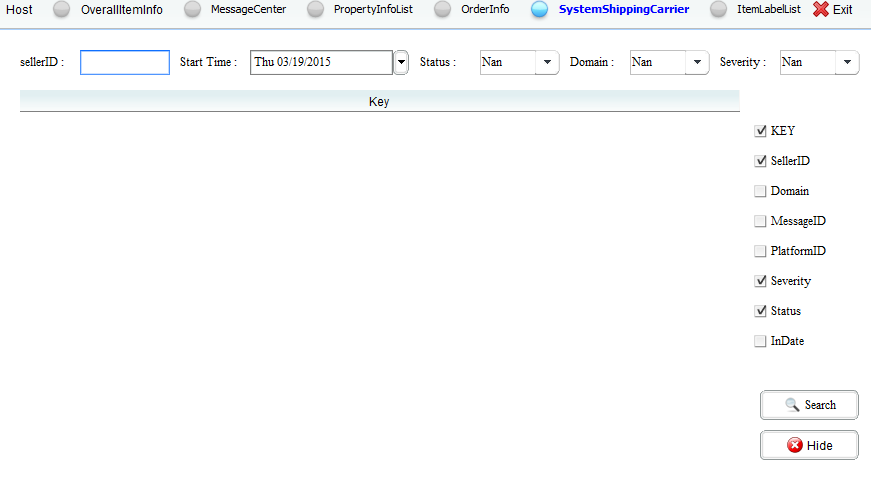 Host OverallItemInfo MessageCenter PropertyInfoList OrderInfo SystemShippingCarrier ItemLabelList Exit
sellerID : Start Time : Thu 03/19/2015 Status : Nan Domain : Nan Severity : Nan
Key
KEY
SellerID
Domain
MessageID
PlatformID
Severity
Status
InDate
Search
Hide